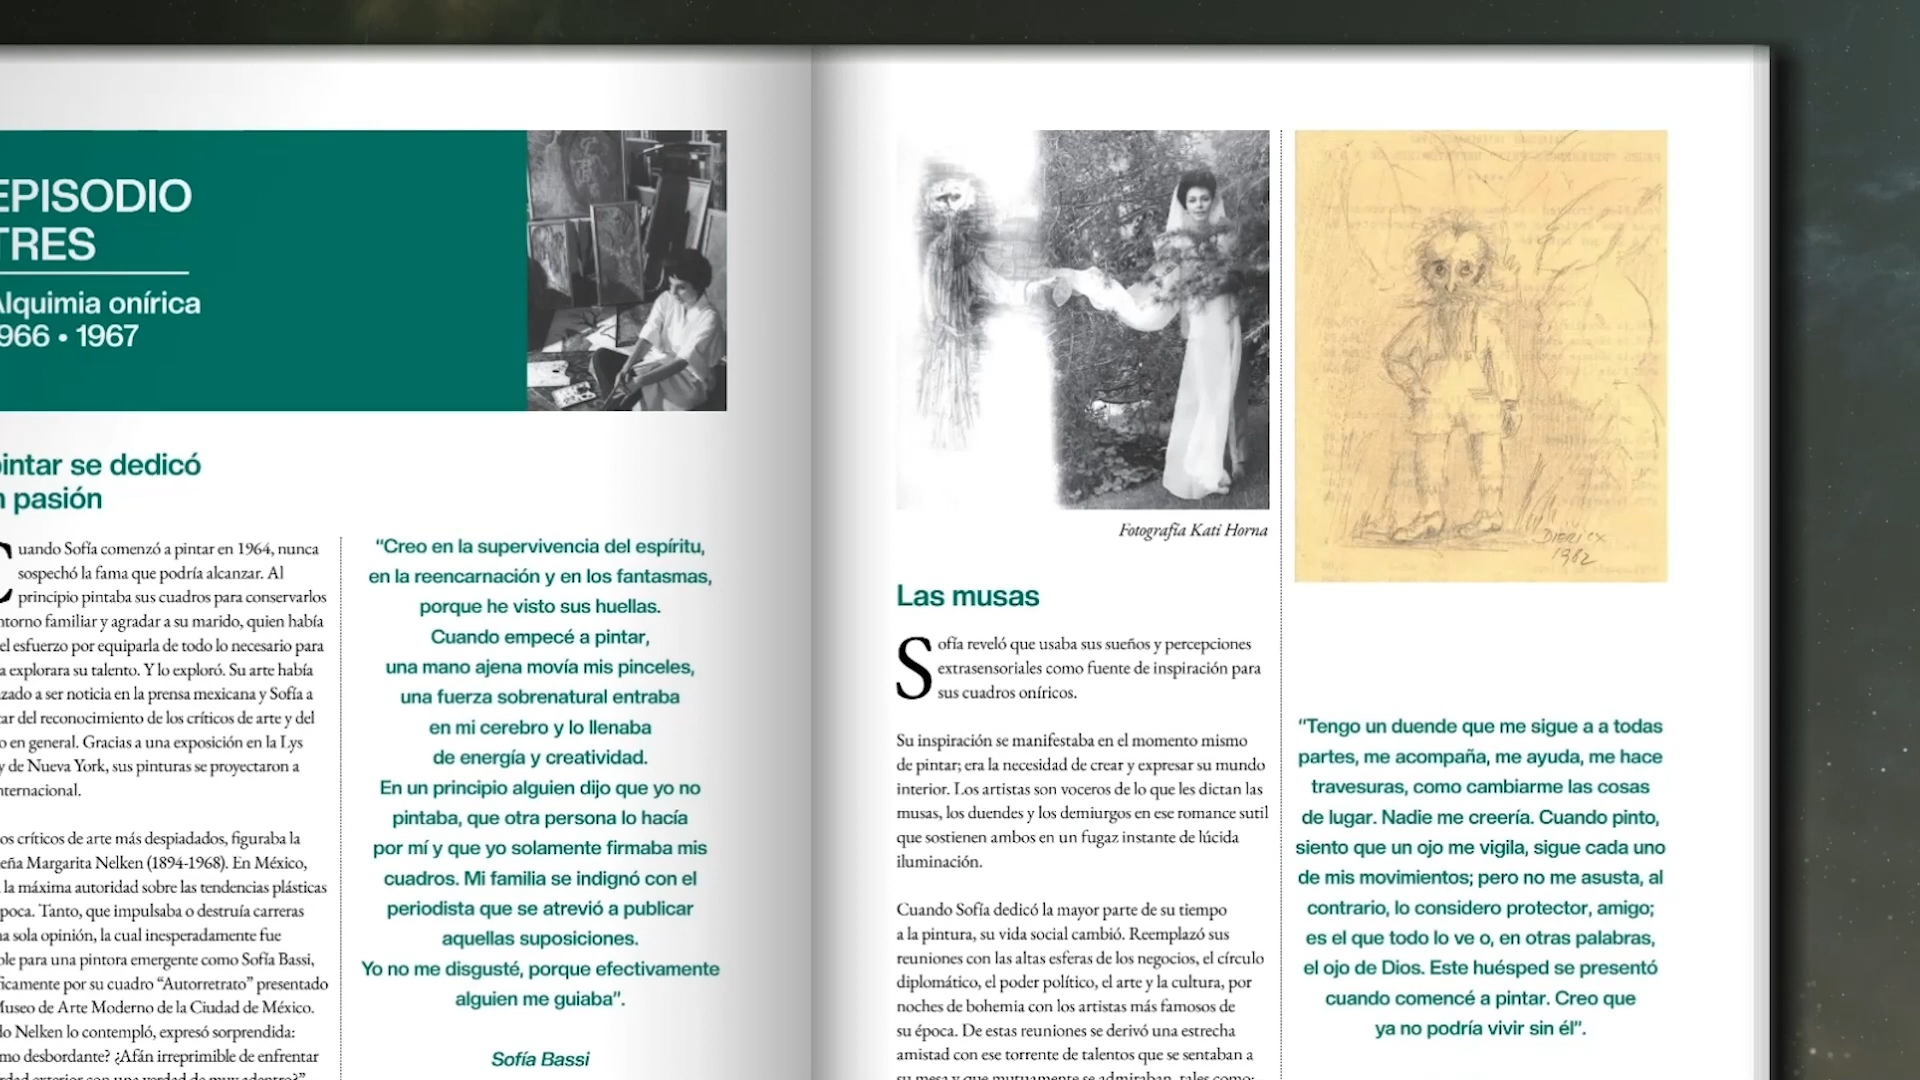 EPISODIO
TRES
Alquimia onírica
1966 • 1967
pintar se dedicó
pasión
Cuando Sofía comenzó a pintar en 1964, nunca
sospechó la fama que podría alcanzar. Al
principio pintaba sus cuadros para conservarlos
familiar y agradar a su marido, quien había
el esfuerzo por equiparla de todo lo necesario para
explorara su talento. Y lo exploró. Su arte había
a ser noticia en la prensa mexicana y Sofía a
del reconocimiento de los críticos de arte y del
en general. Gracias a una exposición en la Lys
de Nueva York, sus pinturas se proyectaron a
críticos de arte más despiadados, figuraba la
Margarita Nelken (1894-1968). En México,
la máxima autoridad sobre las tendencias plásticas
Tanto, que impulsaba o destruía carreras
sola opinión, la cual inesperadamente fue
para una pintora emergente como Sofía Bassi,
por su cuadro “Autorretrato” presentado
Museo de Arte Moderno de la Ciudad de México.
Nelken lo contempló, expresó sorprendida:
desbordante? ¿Afán irreprimible de enfrentar
exterior con una verdad de muy adentro?”
“Creo en la supervivencia del espíritu,
en la reencarnación y en los fantasmas,
porque he visto sus huellas.
Cuando empecé a pintar,
una mano ajena movía mis pinceles,
una fuerza sobrenatural entraba
en mi cerebro y lo llenaba
de energía y creatividad.
En un principio alguien dijo que yo no
pintaba, que otra persona lo hacía
por mí y que yo solamente firmaba mis
cuadros. Mi familia se indignó con el
periodista que se atrevió a publicar
aquellas suposiciones.
Yo no me disgusté, porque efectivamente
alguien me guiaba”.
Sofía Bassi
Fotografía Kati Horna
Las musas
Sofía reveló que usaba sus sueños y percepciones
extrasensoriales como fuente de inspiración para
sus cuadros oníricos.
Su inspiración se manifestaba en el momento mismo
de pintar; era la necesidad de crear y expresar su mundo
interior. Los artistas son voceros de lo que les dictan las
musas, los duendes y los demiurgos en ese romance sutil
que sostienen ambos en un fugaz instante de lúcida
iluminación.
Cuando Sofía dedicó la mayor parte de su tiempo
a la pintura, su vida social cambió. Reemplazó sus
reuniones con las altas esferas de los negocios, el círculo
diplomático, el poder político, el arte y la cultura, por
noches de bohemia con los artistas más famosos de
su época. De estas reuniones se derivó una estrecha
amistad con ese torrente de talentos que se sentaban a
su mesa y que mutuamente se admiraban, tales como:
DIERICX
1982
“Tengo un duende que me sigue a a todas
partes, me acompaña, me ayuda, me hace
travesuras, como cambiarme las cosas
de lugar. Nadie me creería. Cuando pinto,
siento que un ojo me vigila, sigue cada uno
de mis movimientos; pero no me asusta, al
contrario, lo considero protector, amigo;
es el que todo lo ve o, en otras palabras,
el ojo de Dios. Este huésped se presentó
cuando comencé a pintar. Creo que
ya no podría vivir sin él”.